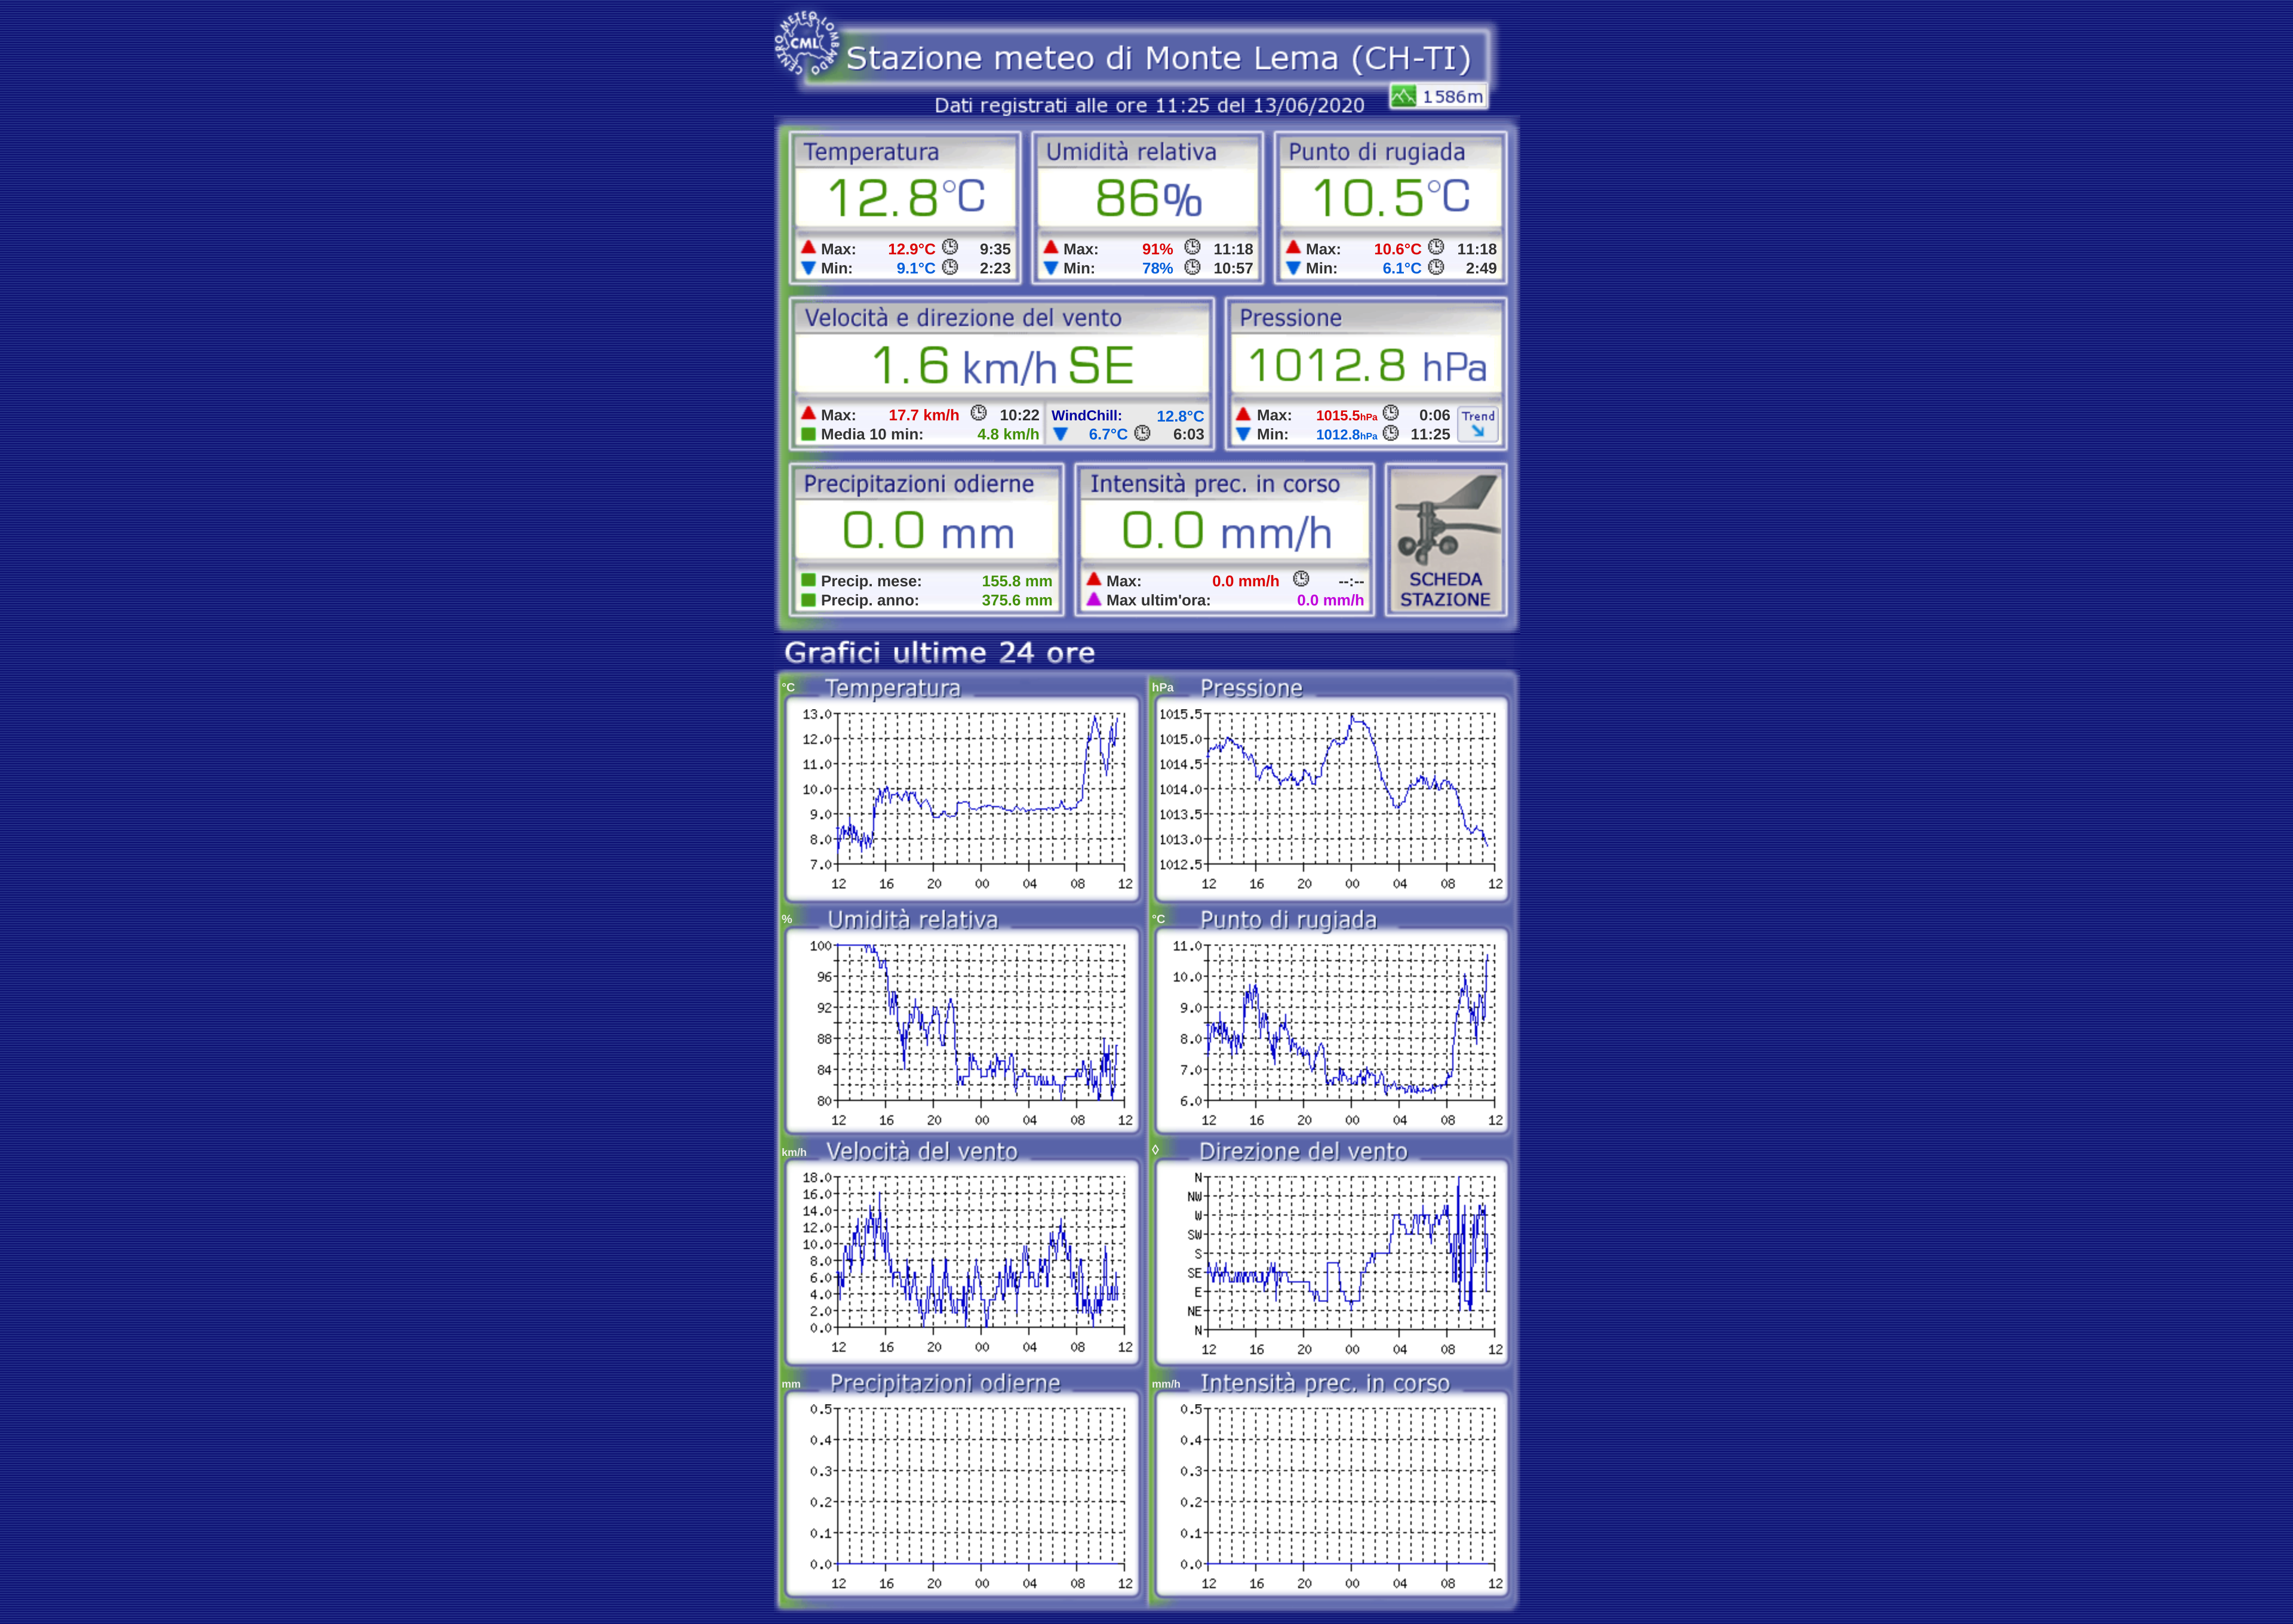 CENTRO METEO LOMBARDO
CML
Stazione meteo di Monte Lema (CH-TI)
Dati registrati alle ore 11:25 del 13/06/2020
1586m
Temperatura
12.8°C
Max: 12.9°C 9:35
Min: 9.1°C 2:23
Umidità relativa
86%
Max: 91% 11:18
Min: 78% 10:57
Punto di rugiada
10.5°C
Max: 10.6°C 11:18
Min: 6.1°C 2:49
Velocità e direzione del vento
1.6 km/h SE
Max: 17.7 km/h 10:22
Media 10 min: 4.8 km/h
WindChill: 12.8°C
6.7°C 6:03
Pressione
1012.8 hPa
Max: 1015.5hPa 0:06
Min: 1012.8hPa 11:25
Trend
Precipitazioni odierne
0.0 mm
Precip. mese: 155.8 mm
Precip. anno: 375.6 mm
Intensità prec. in corso
0.0 mm/h
Max: 0.0 mm/h --:--
Max ultim'ora: 0.0 mm/h
SCHEDA
STAZIONE
Grafici ultime 24 ore
°C Temperatura
13.0
12.0
11.0
10.0
9.0
8.0
7.0
12 16 20 00 04 08 12
hPa Pressione
1015.5
1015.0
1014.5
1014.0
1013.5
1013.0
1012.5
12 16 20 00 04 08 12
% Umidità relativa
100
96
92
88
84
80
12 16 20 00 04 08 12
°C Punto di rugiada
11.0
10.0
9.0
8.0
7.0
6.0
12 16 20 00 04 08 12
km/h Velocità del vento
18.0
16.0
14.0
12.0
10.0
8.0
6.0
4.0
2.0
0.0
12 16 20 00 04 08 12
◊ Direzione del vento
N
NW
W
SW
S
SE
E
NE
N
12 16 20 00 04 08 12
mm Precipitazioni odierne
0.5
0.4
0.3
0.2
0.1
0.0
12 16 20 00 04 08 12
mm/h Intensità prec. in corso
0.5
0.4
0.3
0.2
0.1
0.0
12 16 20 00 04 08 12